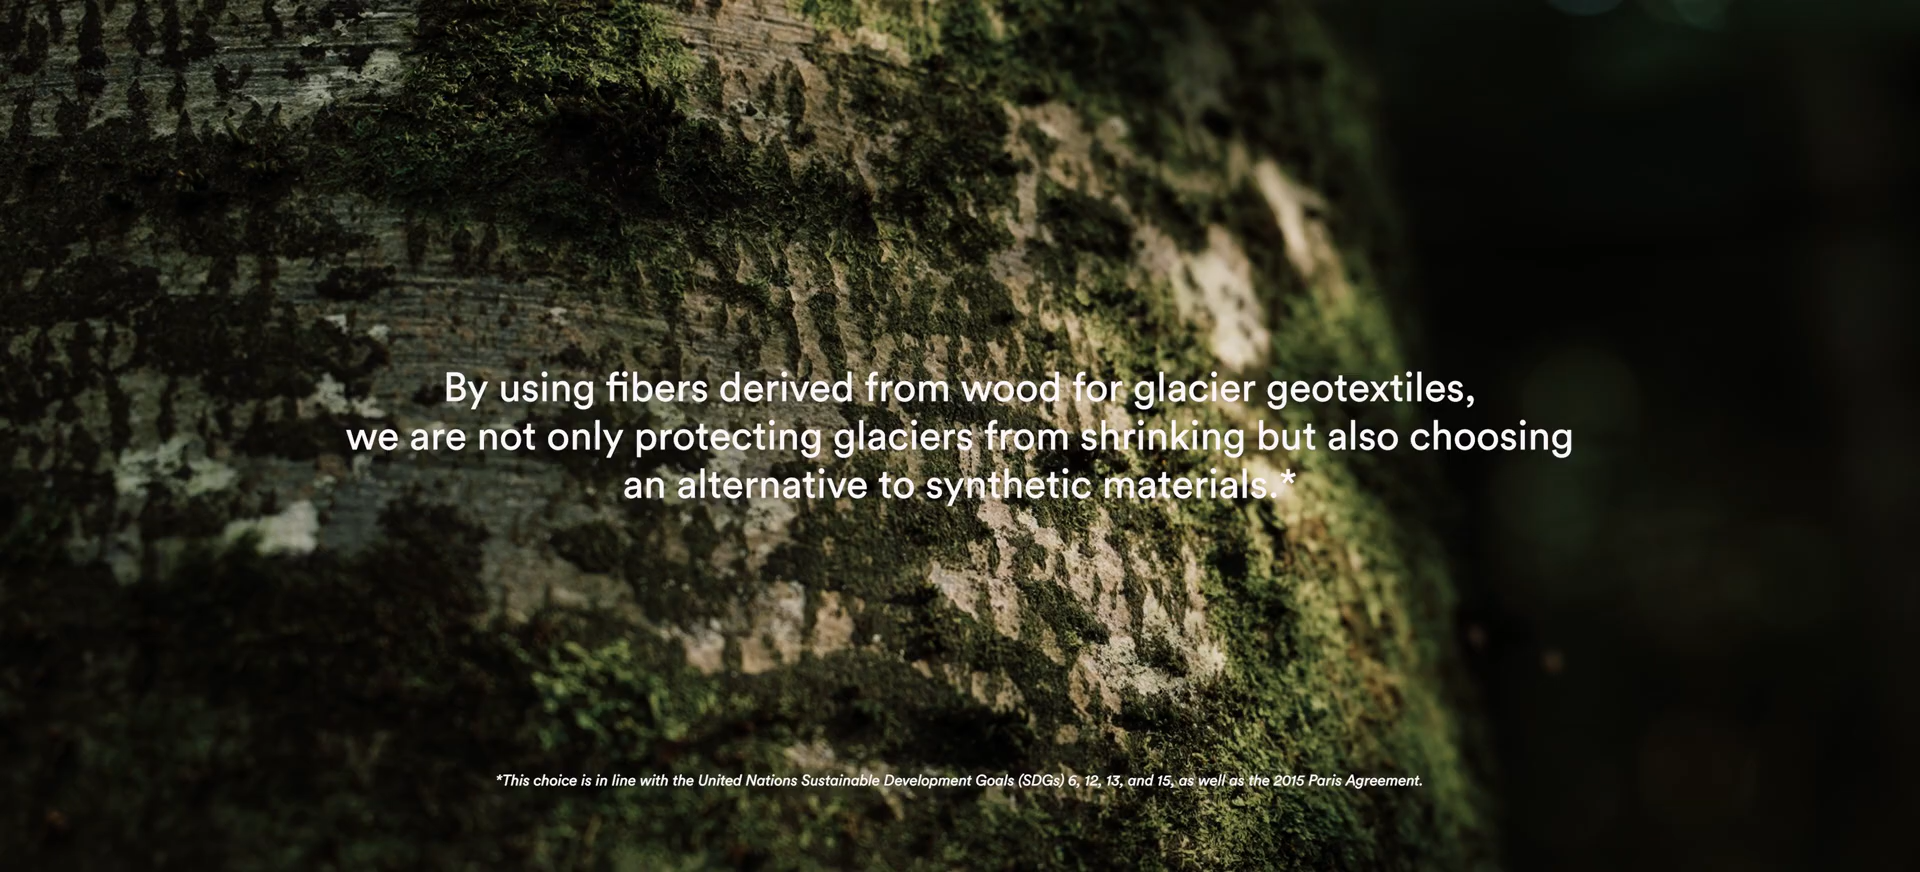 By using fibers derived from wood for glacier geotextiles,
we are not only protecting glaciers from shrinking but also choosing
an alternative to synthetic materials.*
*This choice is in line with the United Nations Sustainable Development Goals (SDGs) 6, 12, 13, and 15, as well as the 2015 Paris Agreement.